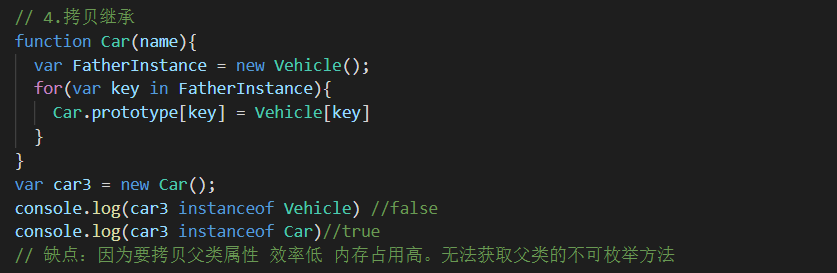 // 4.拷贝继承
function Car(name){
  var FatherInstance = new Vehicle();
  for(var key in FatherInstance){
    Car.prototype[key] = Vehicle[key]
  }
}
var car3 = new Car();
console.log(car3 instanceof Vehicle) //false
console.log(car3 instanceof Car)//true
// 缺点：因为要拷贝父类属性 效率低 内存占用高。无法获取父类的不可枚举方法